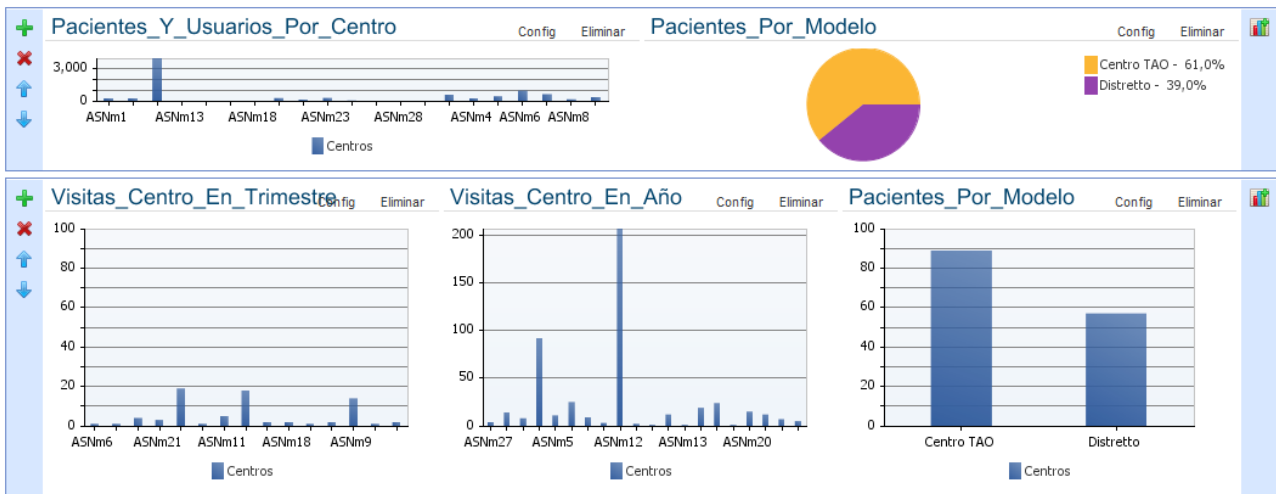 Pacientes_Y_Usuarios_Por_Centro Config Eliminar
3,000
0
ASNm1 ASNm13 ASNm18 ASNm23 ASNm28 ASNm4 ASNm6 ASNm8
Centros
Pacientes_Por_Modelo Config Eliminar
Centro TAO - 61,0%
Distretto - 39,0%
Visitas_Centro_En_Trimestre Config Eliminar
100
80
60
40
20
0
ASNm6 ASNm21 ASNm11 ASNm18 ASNm9
Centros
Visitas_Centro_En_Año Config Eliminar
200
150
100
50
0
ASNm27 ASNm5 ASNm12 ASNm13 ASNm20
Centros
Pacientes_Por_Modelo Config Eliminar
100
80
60
40
20
0
Centro TAO Distretto
Centros